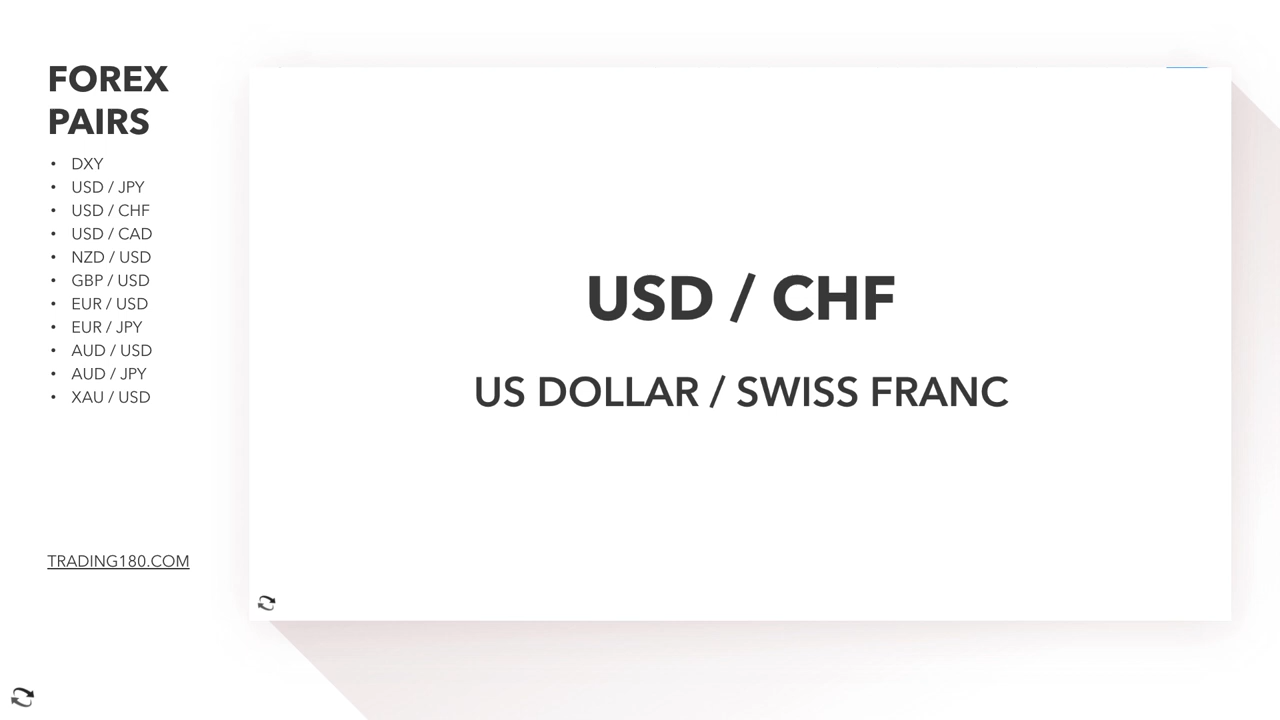 FOREX
PAIRS
• DXY
• USD / JPY
• USD / CHF
• USD / CAD
• NZD / USD
• GBP / USD
• EUR / USD
• EUR / JPY
• AUD / USD
• AUD / JPY
• XAU / USD
TRADING180.COM
USD / CHF
US DOLLAR / SWISS FRANC